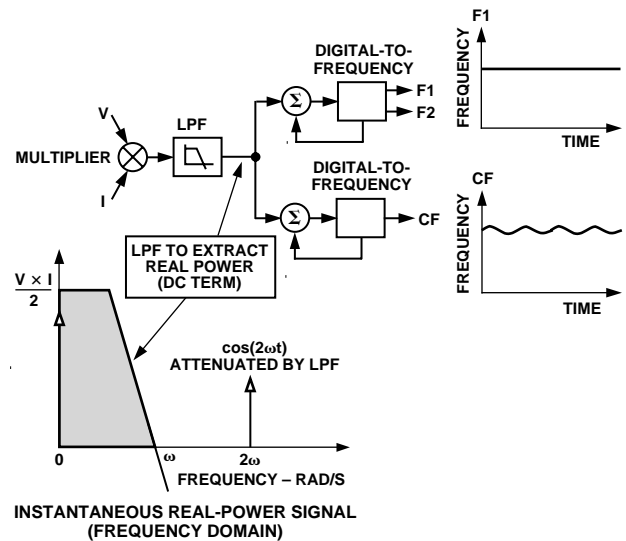 DIGITAL-TO-
FREQUENCY
F1
F2
V
LPF
MULTIPLIER
I
Σ
DIGITAL-TO-
FREQUENCY
CF
Σ
F1
FREQUENCY
TIME
CF
FREQUENCY
TIME
LPF TO EXTRACT
REAL POWER
(DC TERM)
V × I
2
cos(2ωt)
ATTENUATED BY LPF
0
ω
2ω
FREQUENCY – RAD/S
INSTANTANEOUS REAL-POWER SIGNAL
(FREQUENCY DOMAIN)